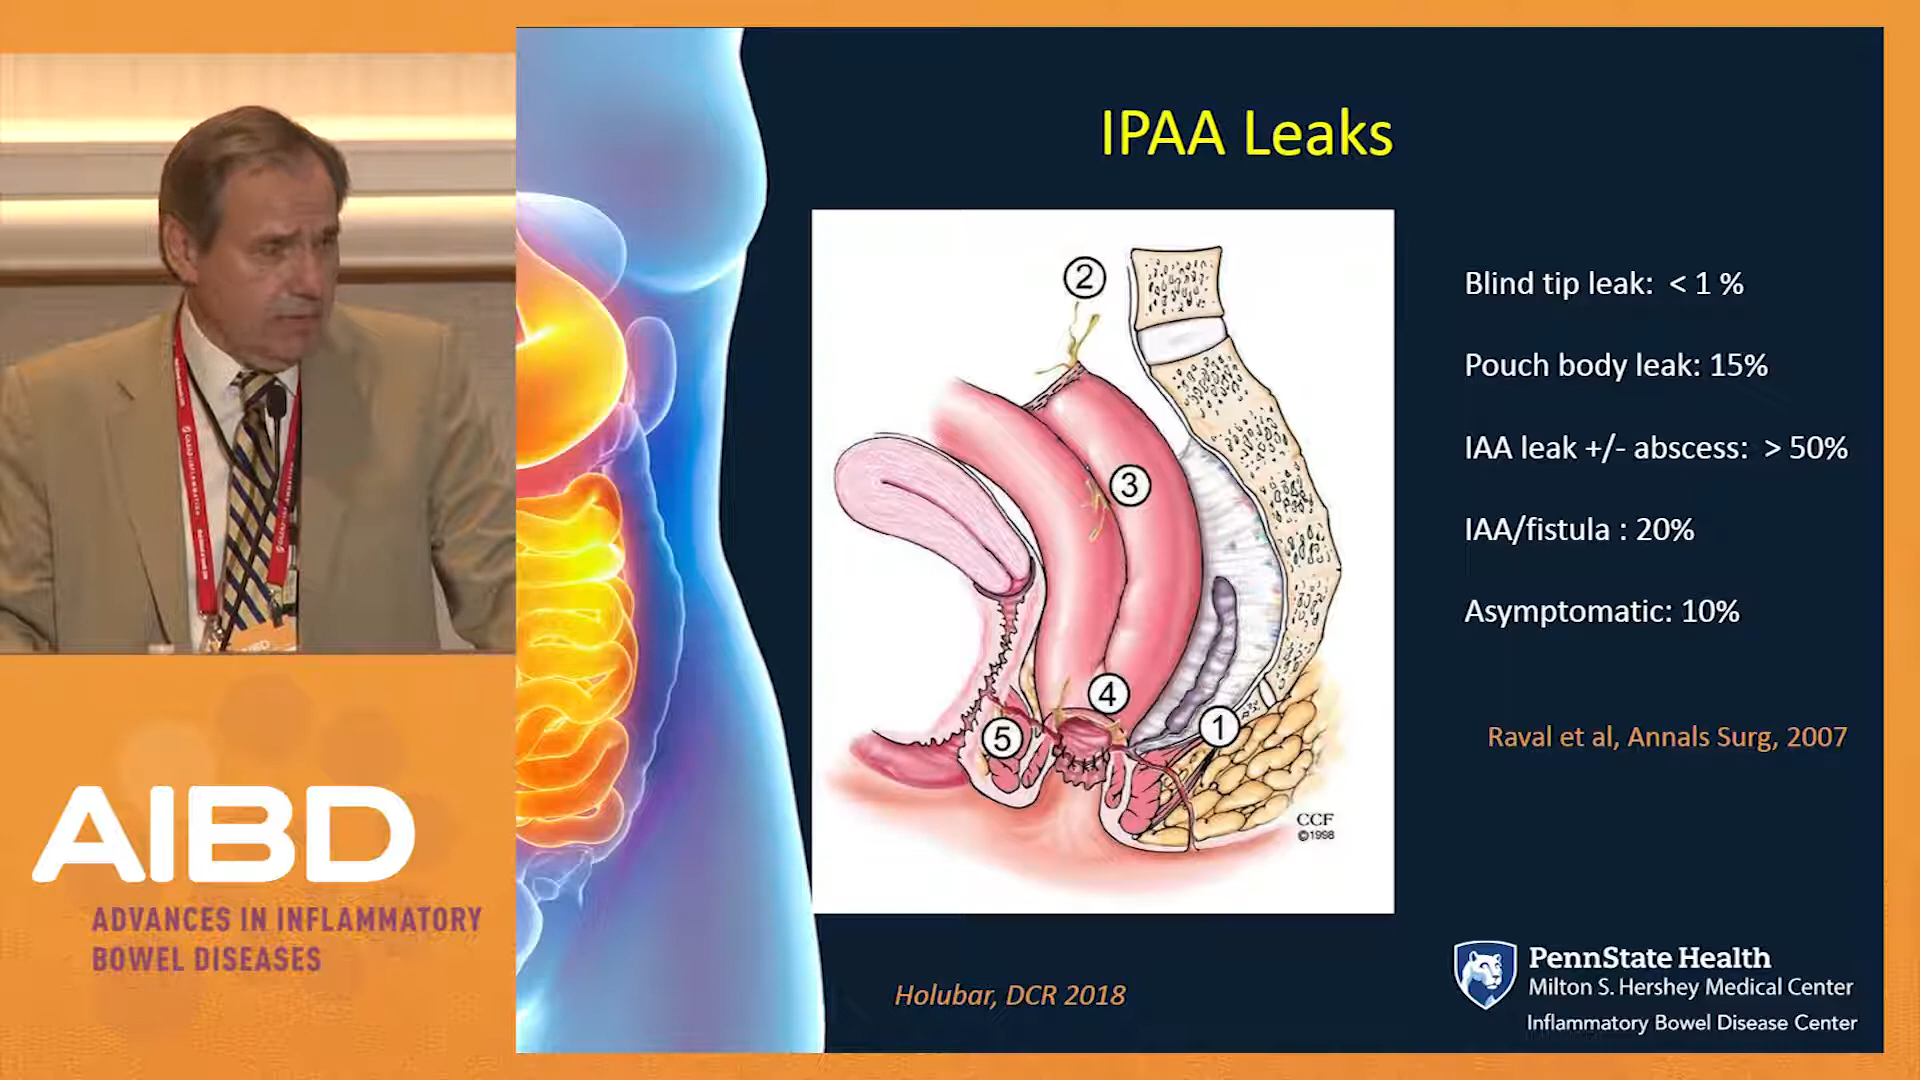 IPAA Leaks
2
3
4
5
1
CCF
©1998
Blind tip leak: < 1 %
Pouch body leak: 15%
IAA leak +/- abscess: > 50%
IAA/fistula : 20%
Asymptomatic: 10%
Raval et al, Annals Surg, 2007
Holubar, DCR 2018
PennState Health
Milton S. Hershey Medical Center
Inflammatory Bowel Disease Center
AIBD
AIBD
ADVANCES IN INFLAMMATORY
BOWEL DISEASES